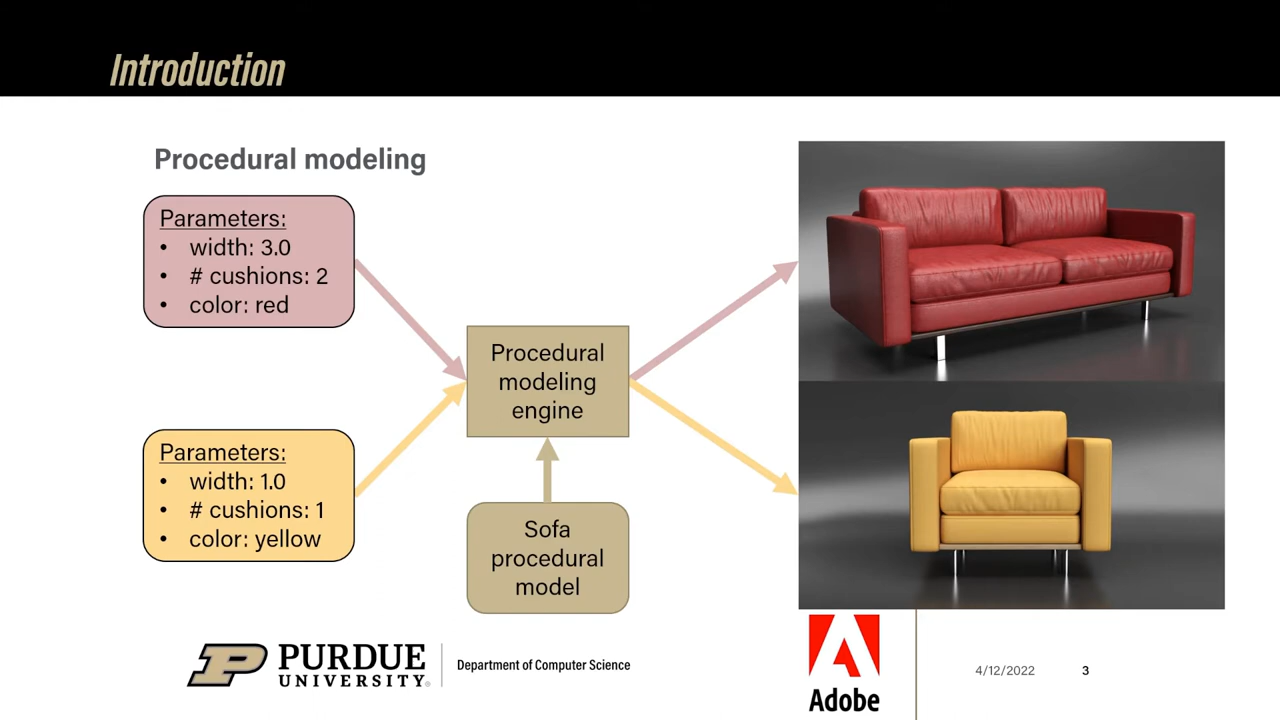 Introduction
Procedural modeling
Parameters:
• width: 3.0
• # cushions: 2
• color: red
Parameters:
• width: 1.0
• # cushions: 1
• color: yellow
Procedural
modeling
engine
Sofa
procedural
model
P
PURDUE
UNIVERSITY®
Department of Computer Science
Adobe
4/12/2022
3